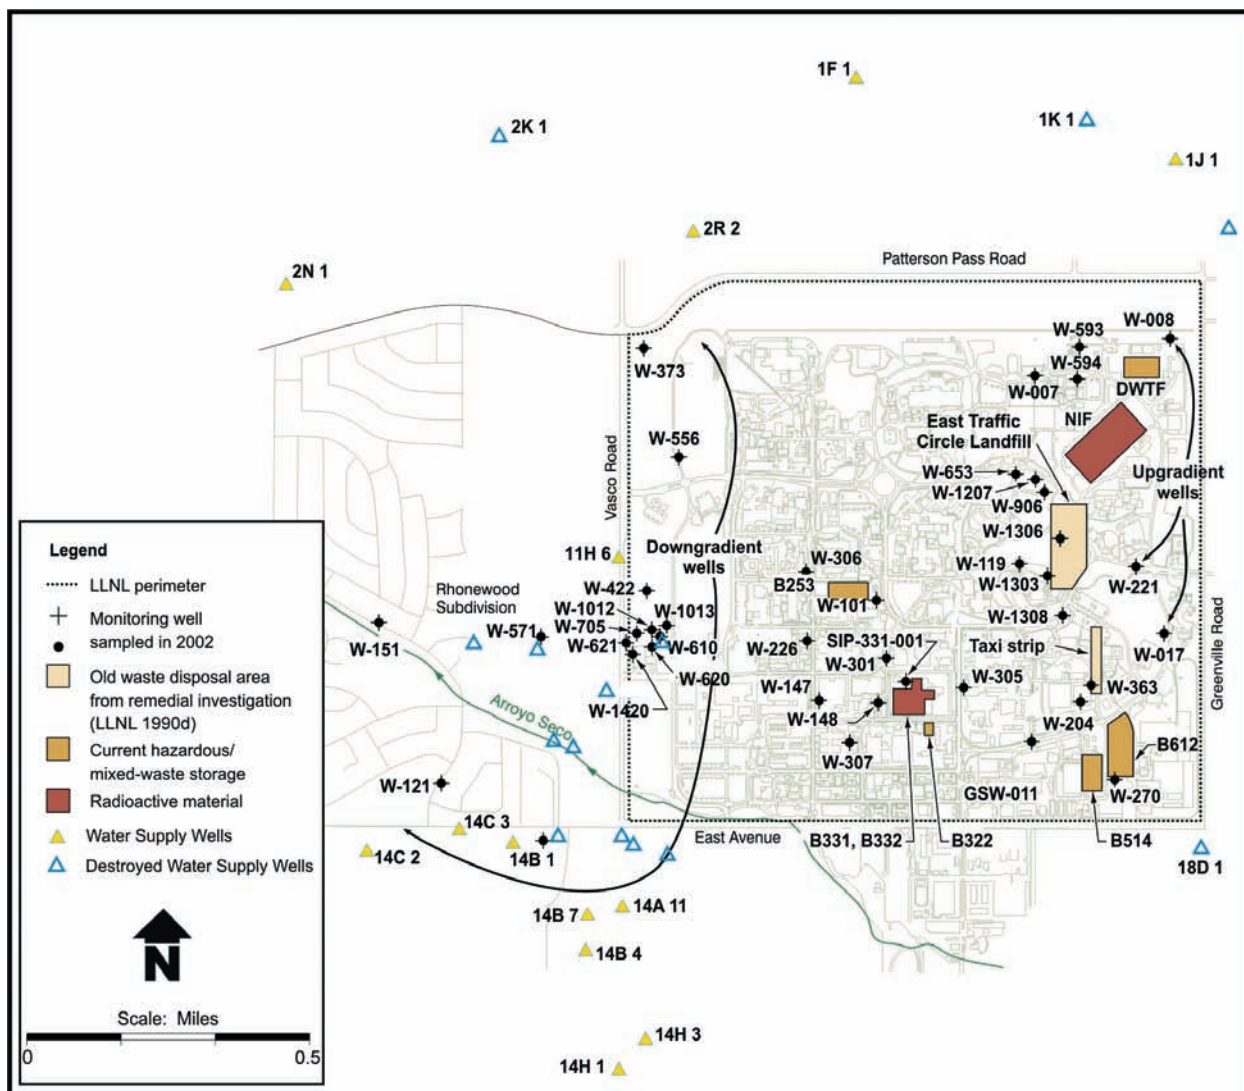 1F 1
2K 1
1K 1
1J 1
2R 2
2N 1
Patterson Pass Road
W-593
W-008
W-594
W-373
W-007
DWTF
NIF
East Traffic
Circle Landfill
W-556
Vasco Road
W-653
W-1207
W-906
Upgradient
wells
W-1306
11H 6
Downgradient
wells
W-306
B253
W-119
W-1303
W-221
W-422
W-101
Rhonewood
Subdivision
W-1012
W-1013
W-705
W-571
W-621
W-610
W-620
W-1420
W-151
W-1308
SIP-331-001
W-226
W-301
Taxi strip
W-017
Greenville Road
W-147
W-305
W-363
W-148
W-204
W-307
B612
Arroyo Seco
W-121
GSW-011
W-270
14C 3
14C 2
14B 1
East Avenue
B331, B332
B322
B514
18D 1
14B 7
14A 11
14B 4
14H 3
14H 1
Legend
LLNL perimeter
Monitoring well
sampled in 2002
Old waste disposal area
from remedial investigation
(LLNL 1990d)
Current hazardous/
mixed-waste storage
Radioactive material
Water Supply Wells
Destroyed Water Supply Wells
N
Scale: Miles
0
0.5